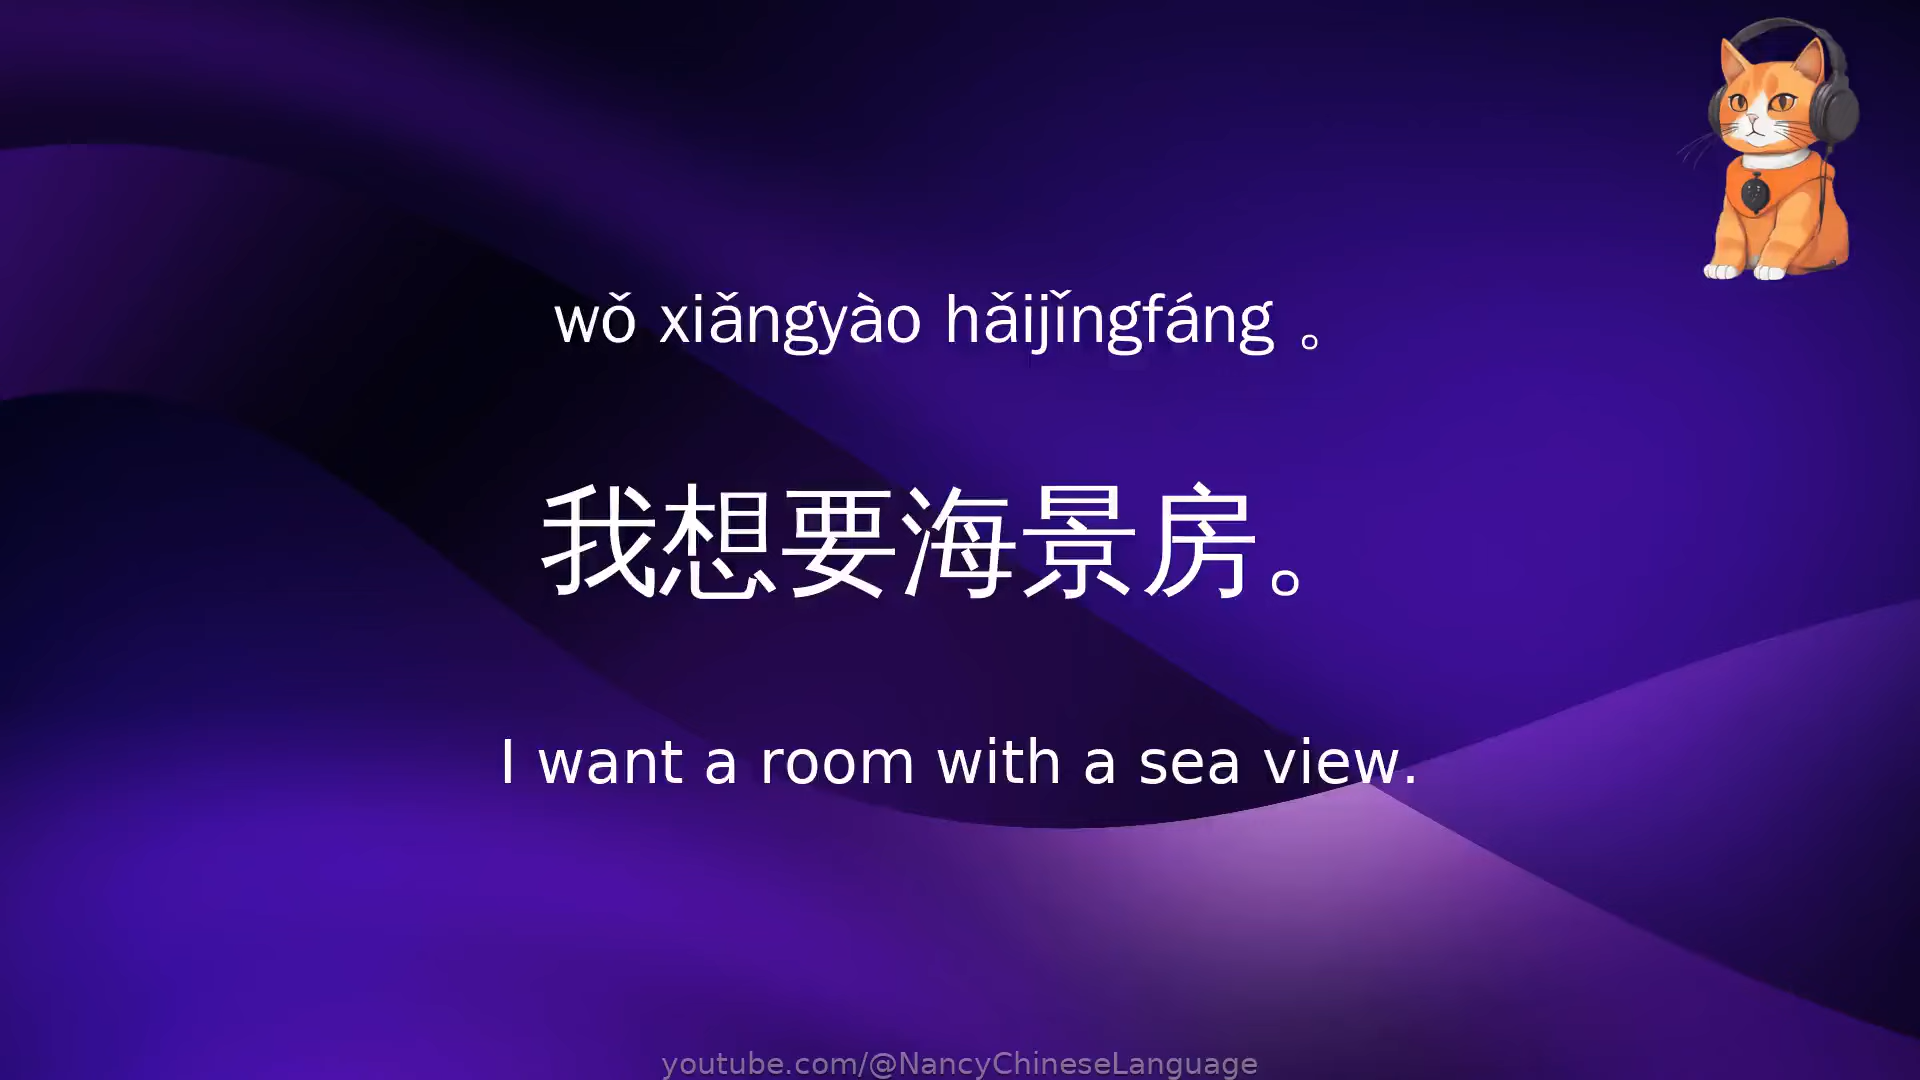 wǒ xiǎngyào hǎijǐngfáng 。
我想要海景房。
I want a room with a sea view.
youtube.com/@NancyChineseLanguage